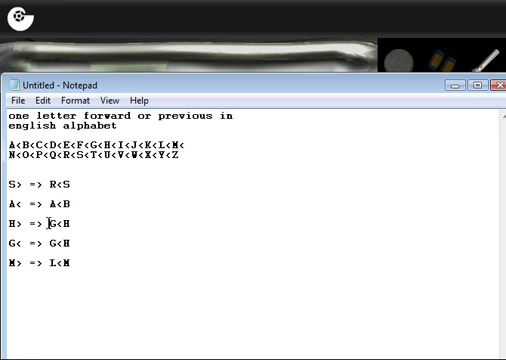 Untitled - Notepad
File Edit Format View Help
one letter forward or previous in
english alphabet
A<B<C<D<E<F<G<H<I<J<K<L<M<
N<O<P<Q<R<S<T<U<V<W<X<Y<Z
S> => R<S
A< => A<B
H> => G<H
G< => G<H
M> => L<M